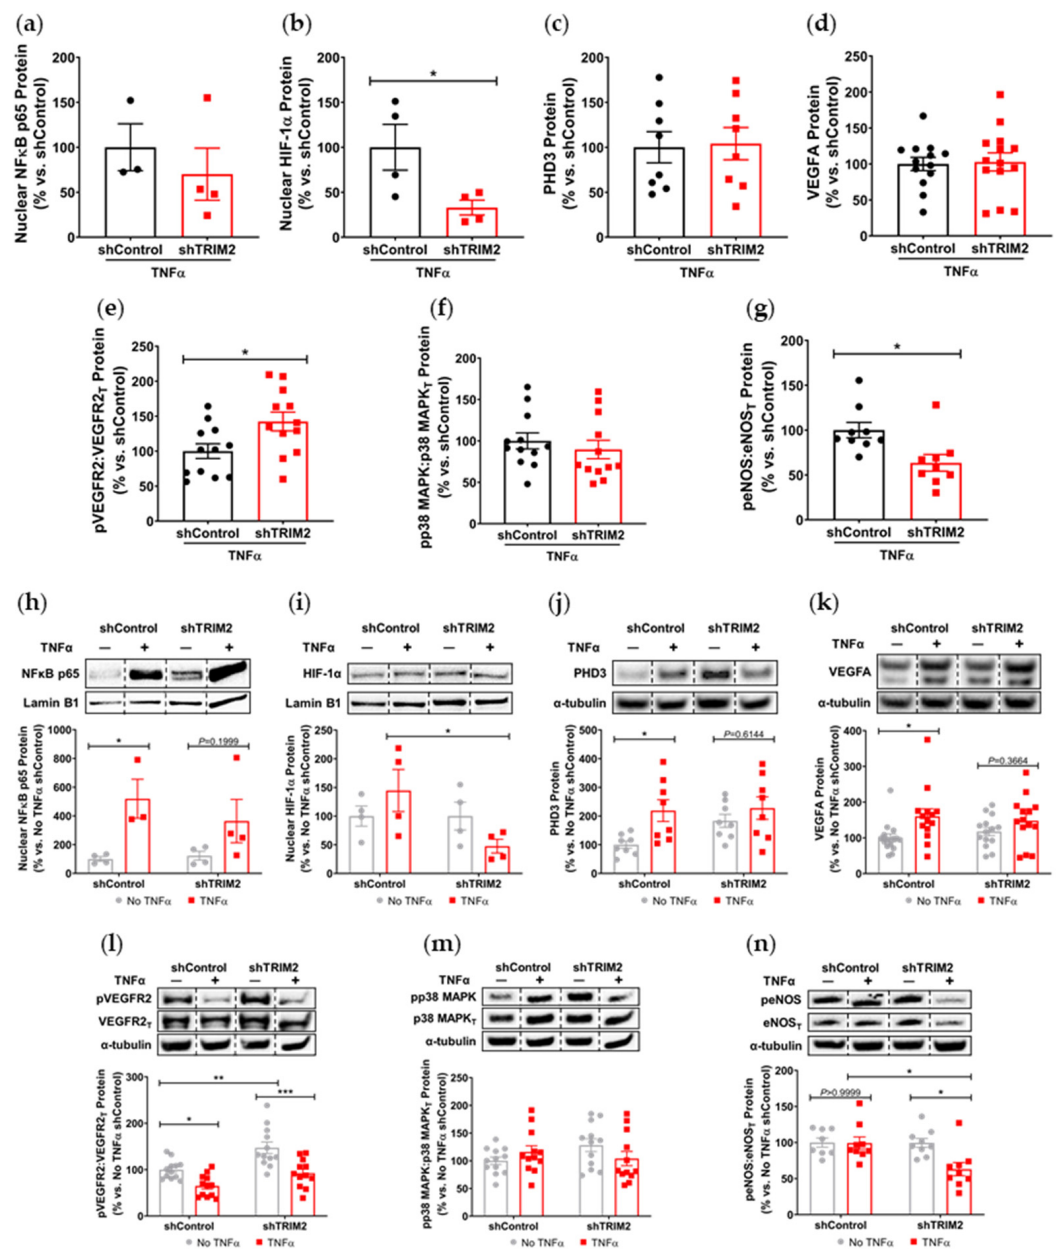 (a)
Nuclear NFκB p65 Protein
(% vs. shControl)
200
150
100
50
0
shControl shTRIM2
TNFα
(b)
Nuclear HIF-1α Protein
(% vs. shControl)
200
150
100
50
0
*
shControl shTRIM2
TNFα
(c)
PHD3 Protein
(% vs. shControl)
200
150
100
50
0
shControl shTRIM2
TNFα
(d)
VEGFA Protein
(% vs. shControl)
250
200
150
100
50
0
shControl shTRIM2
TNFα
(e)
pVEGFR2:VEGFR2T Protein
(% vs. shControl)
250
200
150
100
50
0
*
shControl shTRIM2
TNFα
(f)
pp38 MAPK:p38 MAPKT Protein
(% vs. shControl)
200
150
100
50
0
shControl shTRIM2
TNFα
(g)
peNOS:eNOST Protein
(% vs. shControl)
200
150
100
50
0
*
shControl shTRIM2
TNFα
(h)
shControl shTRIM2
TNFα — + — +
NFκB p65
Lamin B1
Nuclear NFκB p65 Protein
(% vs. No TNFα shControl)
1000
800
600
400
200
0
*
P=0.1999
shControl shTRIM2
No TNFα TNFα
(i)
shControl shTRIM2
TNFα — + — +
HIF-1α
Lamin B1
Nuclear HIF-1α Protein
(% vs. No TNFα shControl)
250
200
150
100
50
0
*
shControl shTRIM2
No TNFα TNFα
(j)
shControl shTRIM2
TNFα — + — +
PHD3
α-tubulin
PHD3 Protein
(% vs. No TNFα shControl)
500
400
300
200
100
0
*
P=0.6144
shControl shTRIM2
No TNFα TNFα
(k)
shControl shTRIM2
TNFα — + — +
VEGFA
α-tubulin
VEGFA Protein
(% vs. No TNFα shControl)
400
300
200
100
0
*
P=0.3664
shControl shTRIM2
No TNFα TNFα
(l)
shControl shTRIM2
TNFα — + — +
pVEGFR2
VEGFR2T
α-tubulin
pVEGFR2:VEGFR2T Protein
(% vs. No TNFα shControl)
250
200
150
100
50
0
**
*
***
shControl shTRIM2
No TNFα TNFα
(m)
shControl shTRIM2
TNFα — + — +
pp38 MAPK
p38 MAPKT
α-tubulin
pp38 MAPK:p38 MAPKT Protein
(% vs. No TNFα shControl)
250
200
150
100
50
0
shControl shTRIM2
No TNFα TNFα
(n)
shControl shTRIM2
TNFα — + — +
peNOS
eNOST
α-tubulin
peNOS:eNOST Protein
(% vs. No TNFα shControl)
200
150
100
50
0
*
P>0.9999
*
shControl shTRIM2
No TNFα TNFα